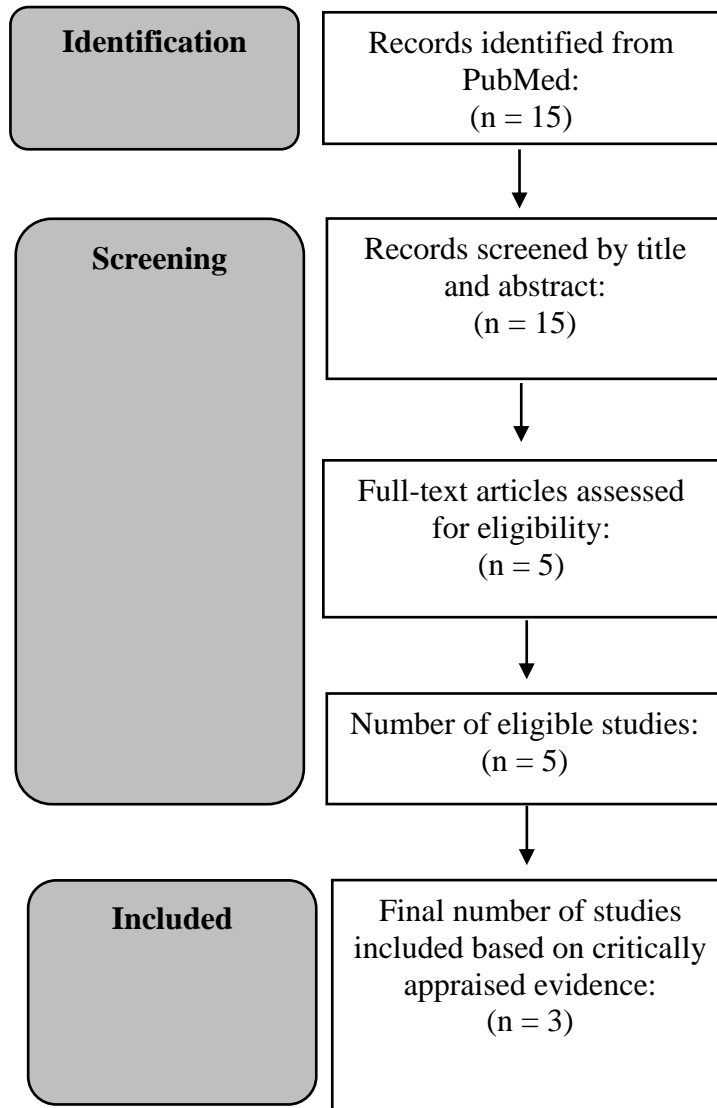 Identification
Records identified from
PubMed:
(n = 15)
Screening
Records screened by title
and abstract:
(n = 15)
Full-text articles assessed
for eligibility:
(n = 5)
Number of eligible studies:
(n = 5)
Included
Final number of studies
included based on critically
appraised evidence:
(n = 3)